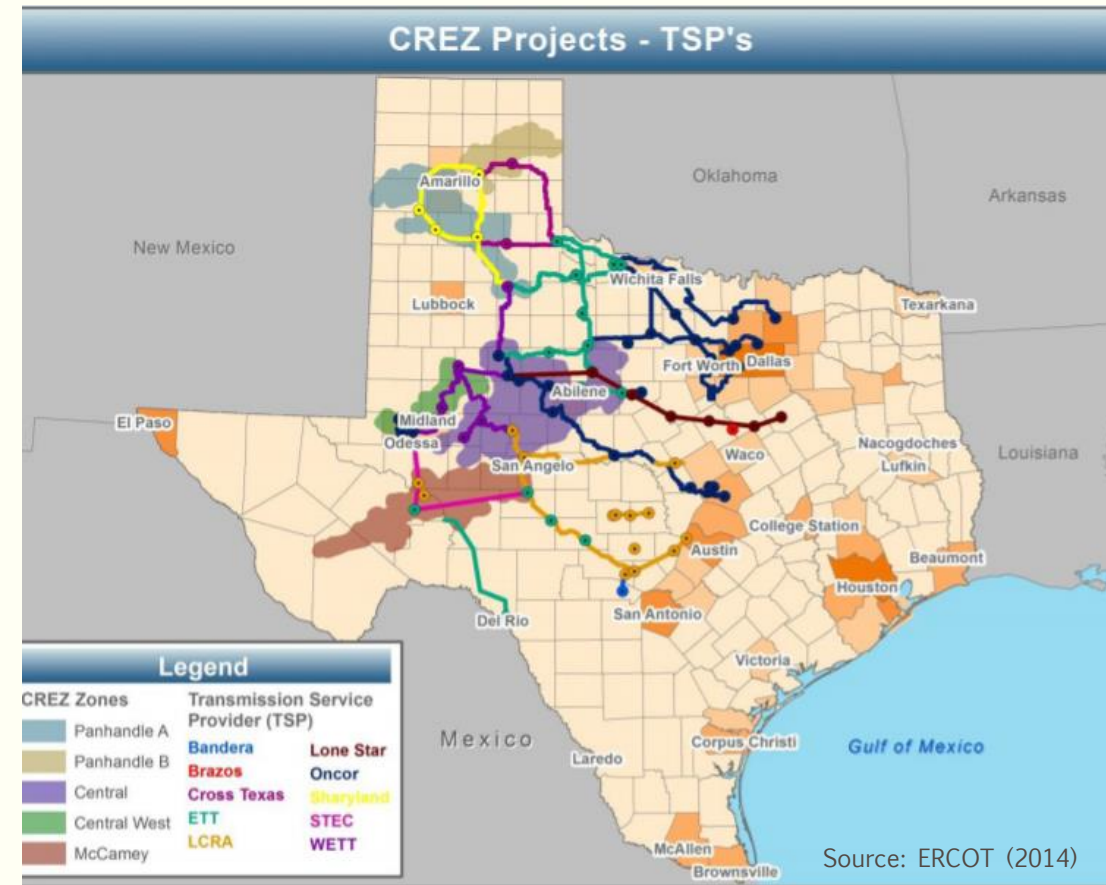 CREZ Projects - TSP's
Oklahoma
Amarillo
Arkansas
New Mexico
Wichita Falls
Lubbock
Texarkana
Fort Worth
Dallas
Abilene
El Paso
Midland
Odessa
Nacogdoches
Waco
Louisiana
San Angelo
Lufkin
College Station
Austin
Beaumont
Houston
San Antonio
Del Rio
Victoria
Mexico
Corpus Christi
Gulf of Mexico
Laredo
McAllen
Brownsville
Legend
CREZ Zones
Panhandle A
Panhandle B
Central
Central West
McCamey
Transmission Service
Provider (TSP)
Bandera
Brazos
Cross Texas
ETT
LCRA
Lone Star
Oncor
Sharyland
STEC
WETT
Source: ERCOT (2014)